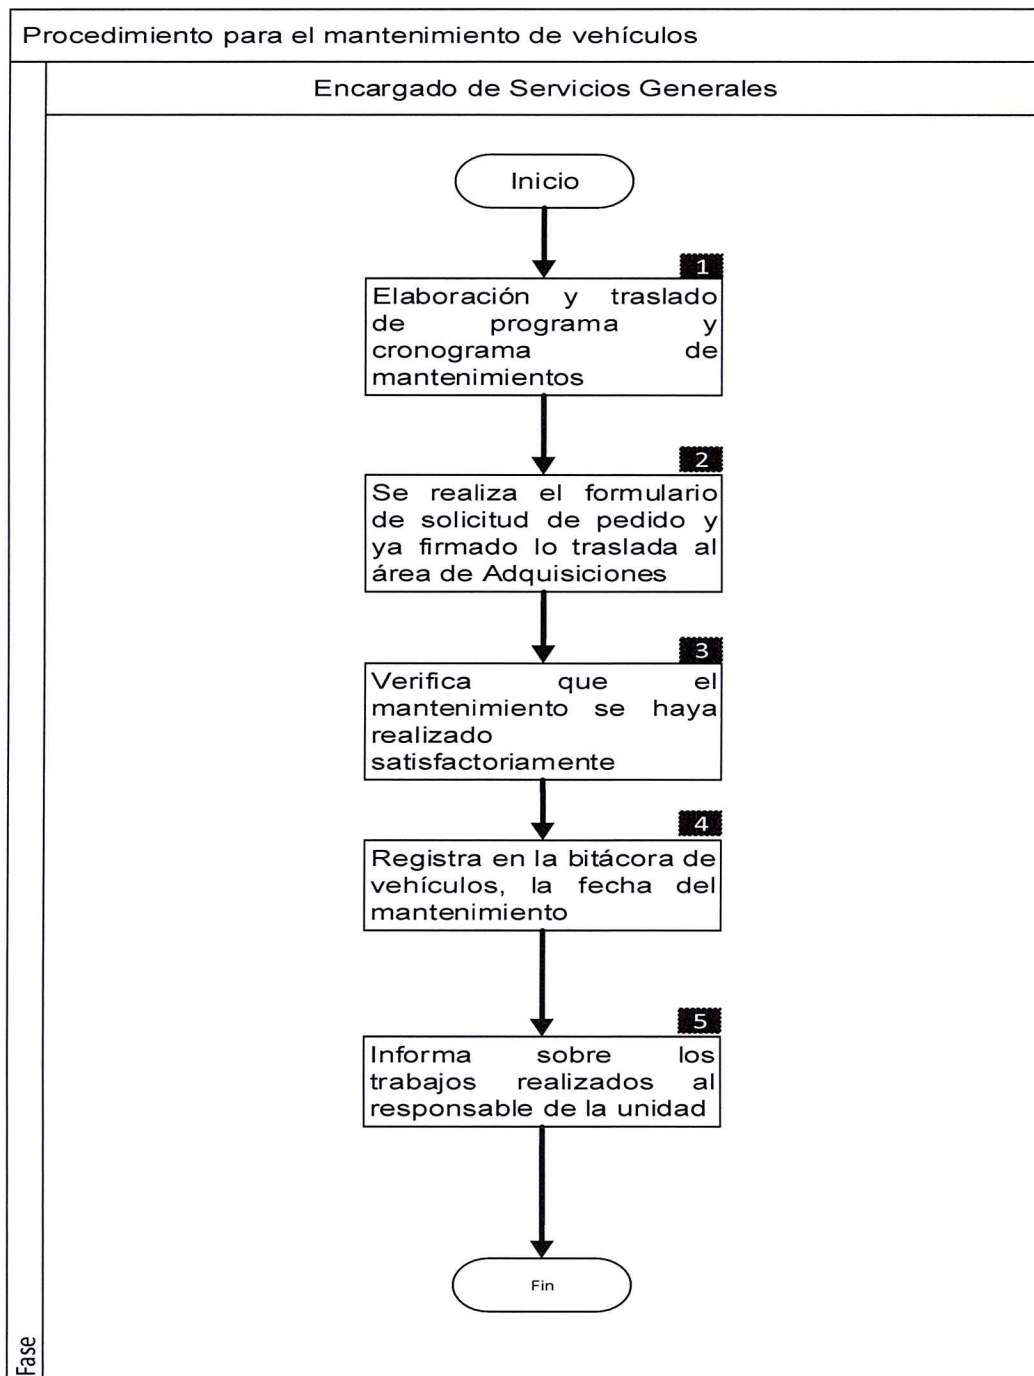 Procedimiento para el mantenimiento de vehículos
Encargado de Servicios Generales
Inicio
1
Elaboración y traslado
de programa y
cronograma de
mantenimientos
2
Se realiza el formulario
de solicitud de pedido y
ya firmado lo traslada al
área de Adquisiciones
3
Verifica que el
mantenimiento se haya
realizado
satisfactoriamente
4
Registra en la bitácora de
vehículos, la fecha del
mantenimiento
5
Informa sobre los
trabajos realizados al
responsable de la unidad
Fin
Fase